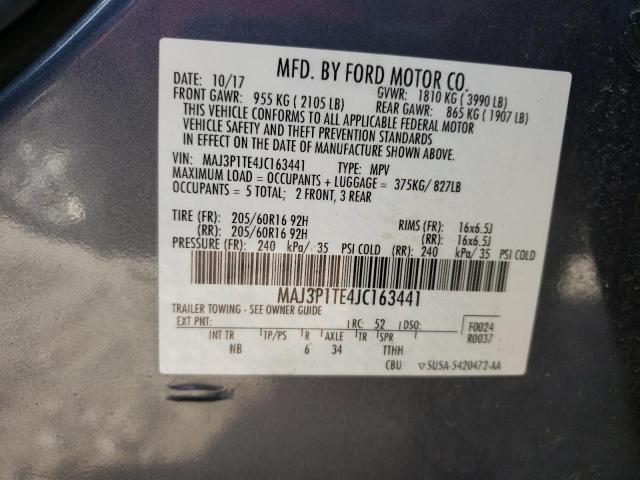 MFD. BY FORD MOTOR CO.
DATE: 10/17 GVWR: 1810 KG ( 3990 LB)
FRONT GAWR: 955 KG ( 2105 LB) REAR GAWR: 865 KG ( 1907 LB)
THIS VEHICLE CONFORMS TO ALL APPLICABLE FEDERAL MOTOR
VEHICLE SAFETY AND THEFT PREVENTION STANDARDS
IN EFFECT ON THE DATE OF MANUFACTURE SHOWN ABOVE.
VIN: MAJ3P1TE4JC163441 TYPE: MPV
MAXIMUM LOAD = OCCUPANTS + LUGGAGE = 375KG/ 827LB
OCCUPANTS = 5 TOTAL; 2 FRONT, 3 REAR
TIRE (FR): 205/60R16 92H RIMS (FR): 16x6.5J
(RR): 205/60R16 92H (RR): 16x6.5J
PRESSURE (FR): 240 kPa/ 35 PSI COLD (RR): 240 kPa/ 35 PSI COLD
MAJ3P1TE4JC163441
TRAILER TOWING - SEE OWNER GUIDE
EXT PNT: RC: 52 DSO: F0024
INT TR TP/PS R AXLE TR SPR R0037
NB 6 34 TTHH
CBU ▽ SU5A-5420472-AA